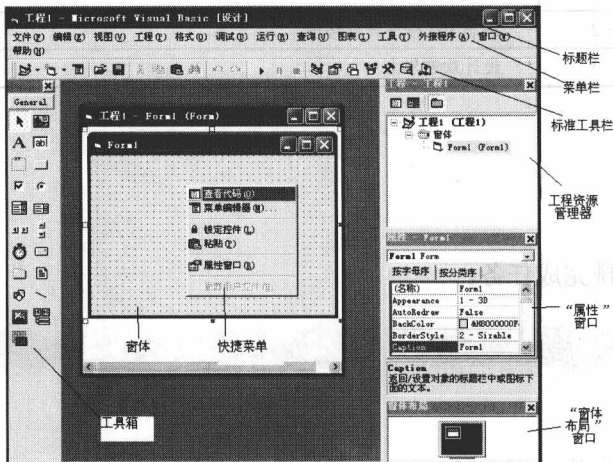 工程1 - Microsoft Visual Basic [设计]
文件(F) 编辑(E) 视图(V) 工程(P) 格式(O) 调试(D) 运行(R) 查询(U) 图表(I) 工具(T) 外接程序(A) 窗口(W)
帮助(H)
General
A
工程1 - Form1 (Form)
Form1
查看代码(O)
菜单编辑器(M)...
锁定控件(L)
粘贴(P)
属性窗口(R)
窗体
快捷菜单
工具箱
工程1 (工程1)
窗体
Form1 (Form1)
Form1 Form
按字母序 按分类序
(名称) Form1
Appearance 1 - 3D
AutoRedraw False
BackColor &H8000000F&
BorderStyle 2 - Sizable
Caption Form1
Caption
返回/设置对象的标题栏中或图标下
面的文本。
窗体布局
标题栏
菜单栏
标准工具栏
工程资源
管理器
“属性”
窗口
“窗体
布局”
窗口